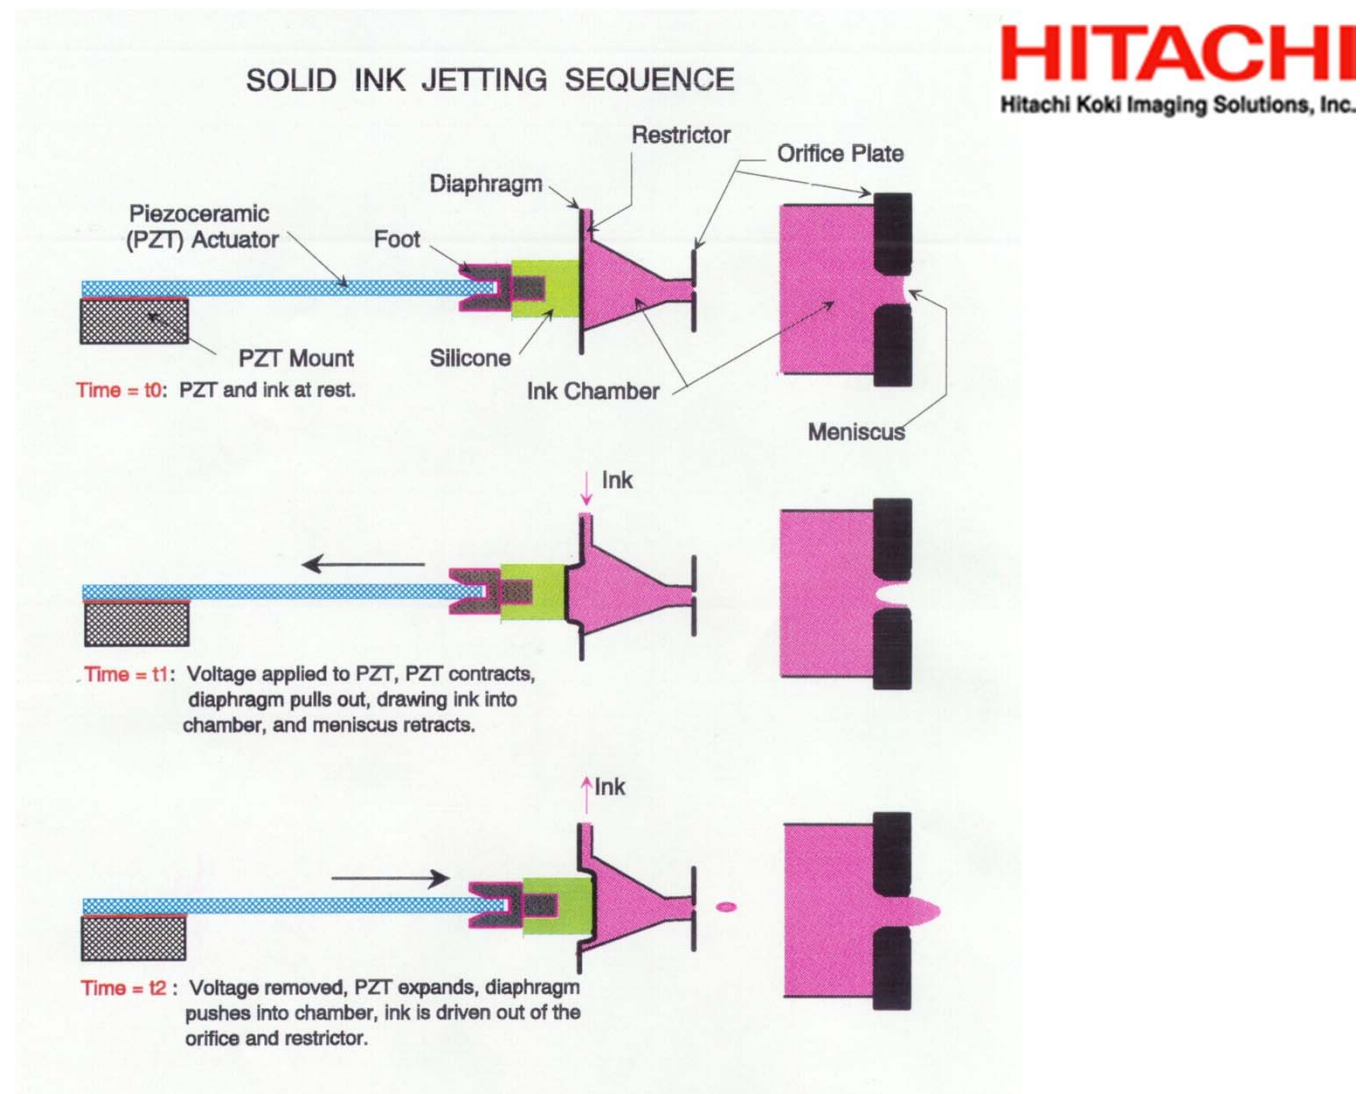 HITACHI
Hitachi Koki Imaging Solutions, Inc.
SOLID INK JETTING SEQUENCE
Restrictor
Orifice Plate
Diaphragm
Piezoceramic
(PZT) Actuator
Foot
PZT Mount
Silicone
Ink Chamber
Meniscus
Time = t0: PZT and ink at rest.
Ink
Time = t1: Voltage applied to PZT, PZT contracts,
diaphragm pulls out, drawing ink into
chamber, and meniscus retracts.
Ink
Time = t2 : Voltage removed, PZT expands, diaphragm
pushes into chamber, ink is driven out of the
orifice and restrictor.